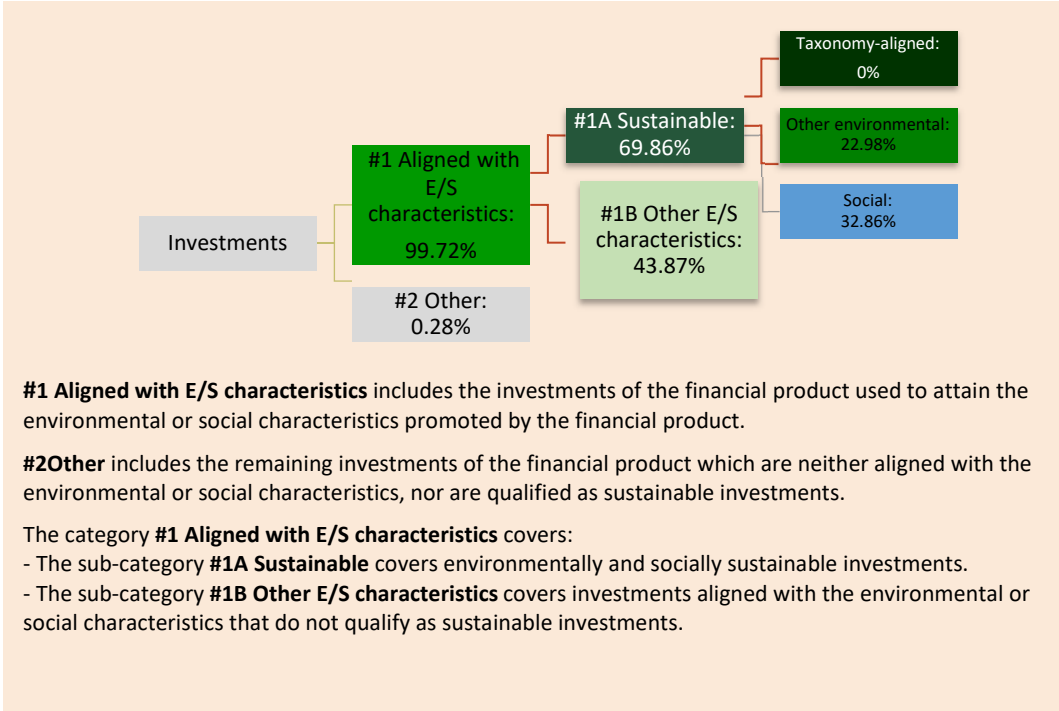 Taxonomy-aligned:
0%
#1A Sustainable:
69.86%
Other environmental:
22.98%
#1 Aligned with
E/S
characteristics:
99.72%
Social:
32.86%
#1B Other E/S
characteristics:
43.87%
Investments
#2 Other:
0.28%
#1 Aligned with E/S characteristics includes the investments of the financial product used to attain the
environmental or social characteristics promoted by the financial product.
#2Other includes the remaining investments of the financial product which are neither aligned with the
environmental or social characteristics, nor are qualified as sustainable investments.
The category #1 Aligned with E/S characteristics covers:
- The sub-category #1A Sustainable covers environmentally and socially sustainable investments.
- The sub-category #1B Other E/S characteristics covers investments aligned with the environmental or
social characteristics that do not qualify as sustainable investments.